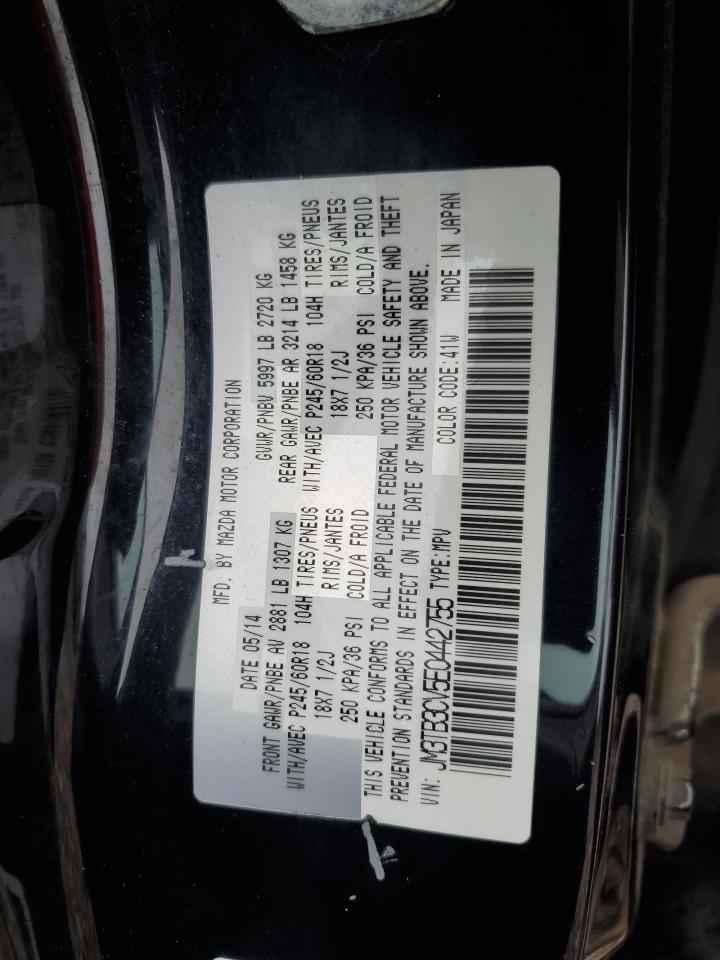 MFD. BY MAZDA MOTOR CORPORATION
DATE 05/14 GVWR/PNBV 5997 LB 2720 KG
FRONT GAWR/PNBE AV 2881 LB 1307 KG REAR GAWR/PNBE AR 3214 LB 1458 KG
WITH/AVEC P245/60R18 104H TIRES/PNEUS WITH/AVEC P245/60R18 104H TIRES/PNEUS
18X7 1/2J RIMS/JANTES 18X7 1/2J RIMS/JANTES
250 KPA/36 PSI COLD/A FROID 250 KPA/36 PSI COLD/A FROID
THIS VEHICLE CONFORMS TO ALL APPLICABLE FEDERAL MOTOR VEHICLE SAFETY AND THEFT
PREVENTION STANDARDS IN EFFECT ON THE DATE OF MANUFACTURE SHOWN ABOVE.
VIN: JM3TB3CV5E0442755 TYPE:MPV COLOR CODE:41W MADE IN JAPAN